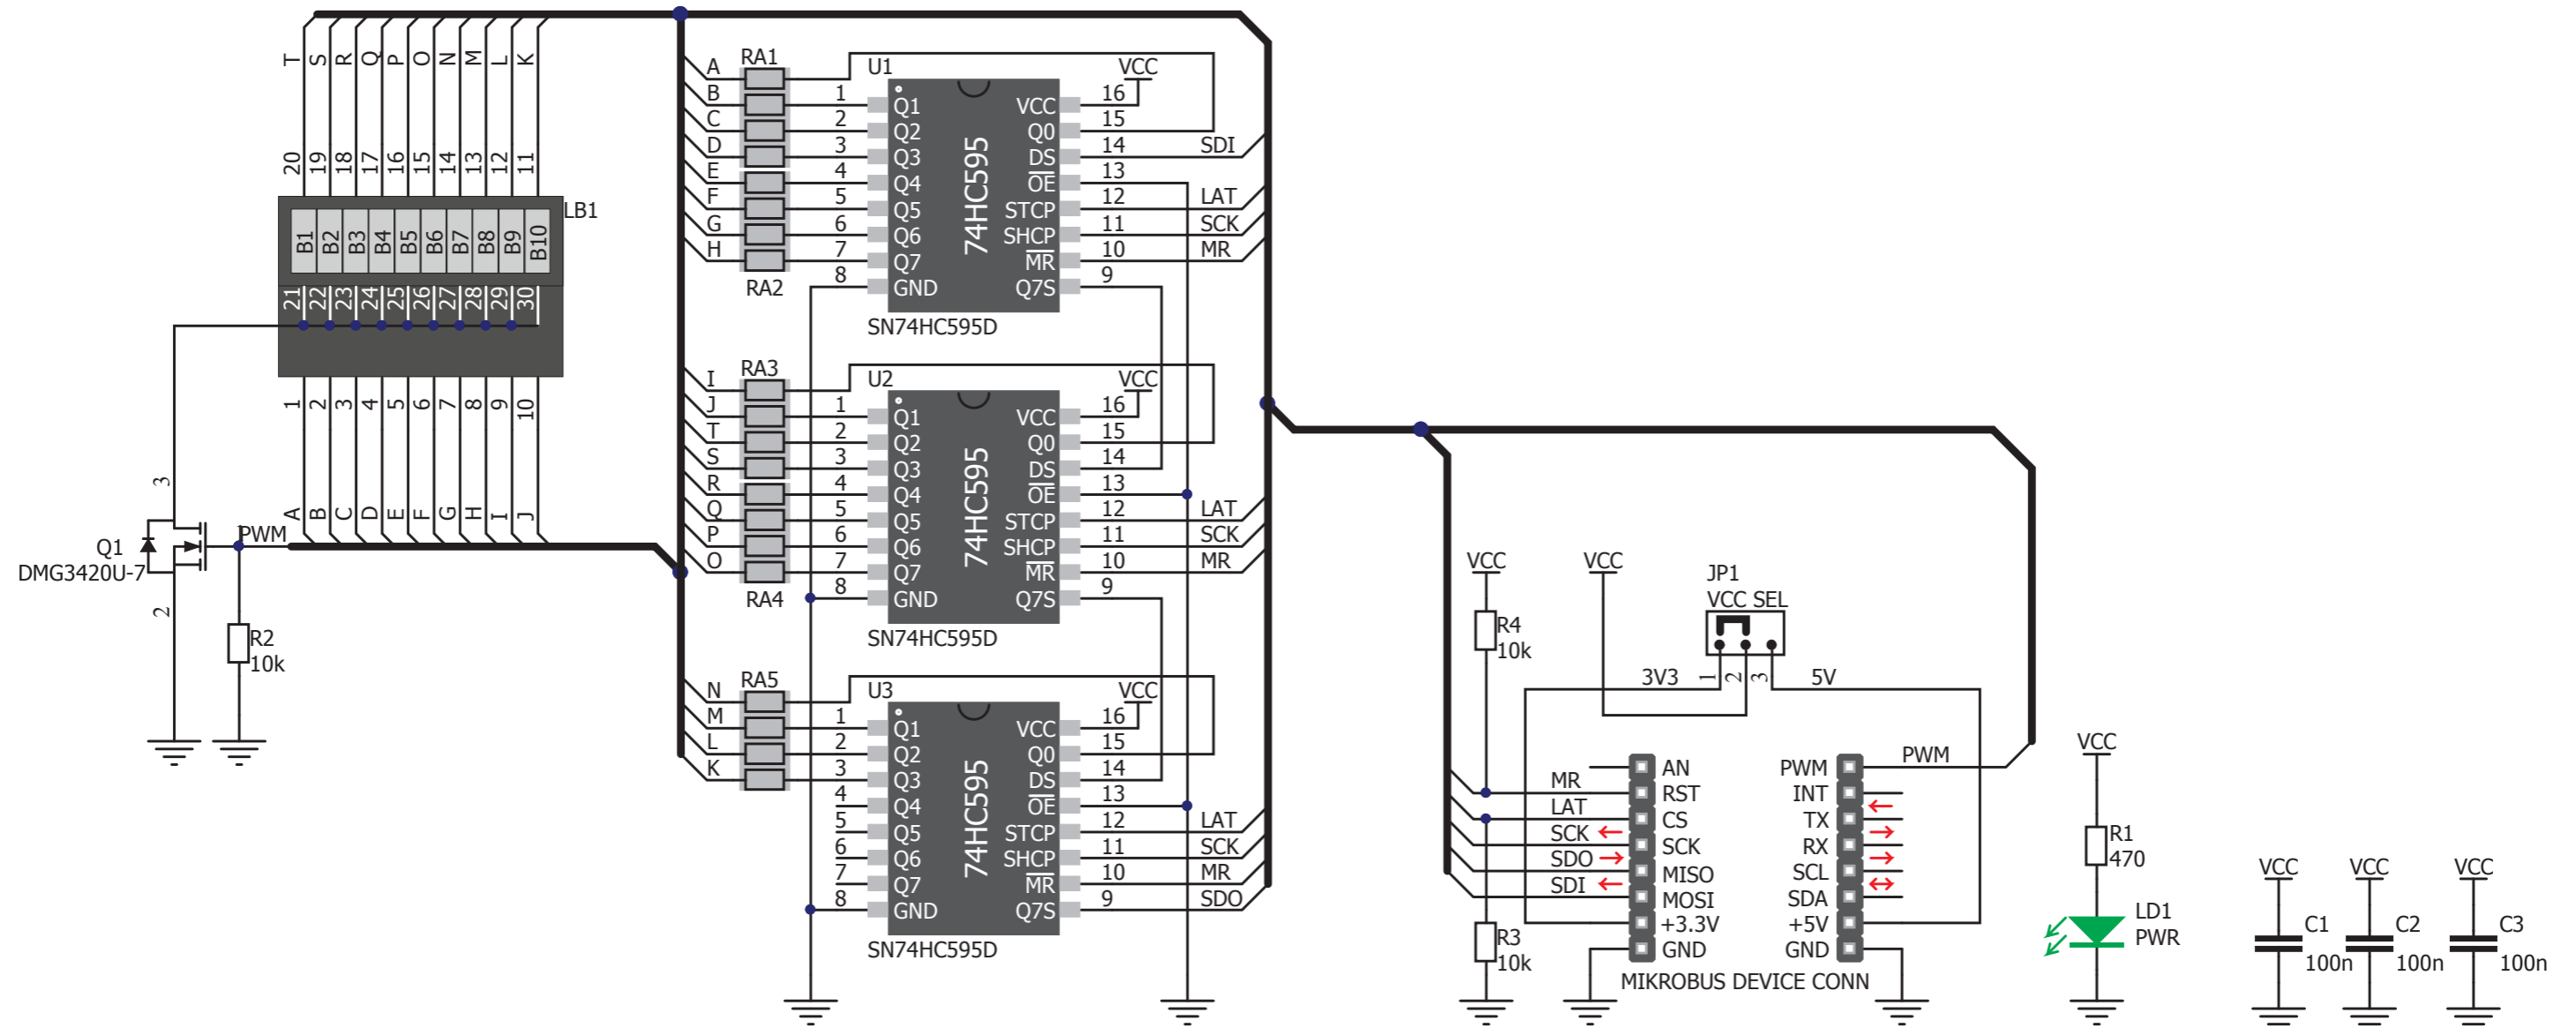 T S R Q P O N M L K
20 19 18 17 16 15 14 13 12 11
B1 B2 B3 B4 B5 B6 B7 B8 B9 B10
LB1
21 22 23 24 25 26 27 28 29 30
1 2 3 4 5 6 7 8 9 10
A B C D E F G H I J
3
Q1
DMG3420U-7
2
PWM
R2
10k
RA1
A
B
C
D
E
F
G
H
RA2
U1
VCC
1 Q1 VCC 16
2 Q2 Q0 15
3 Q3 DS 14 SDI
4 Q4 OE 13
5 Q5 STCP 12 LAT
6 Q6 SHCP 11 SCK
7 Q7 MR 10 MR
8 GND Q7S 9
74HC595
SN74HC595D
RA3
I
J
T
S
R
Q
P
O
RA4
U2
VCC
1 Q1 VCC 16
2 Q2 Q0 15
3 Q3 DS 14
4 Q4 OE 13
5 Q5 STCP 12 LAT
6 Q6 SHCP 11 SCK
7 Q7 MR 10 MR
8 GND Q7S 9
74HC595
SN74HC595D
RA5
N
M
L
K
U3
VCC
1 Q1 VCC 16
2 Q2 Q0 15
3 Q3 DS 14
4 Q4 OE 13
5 Q5 STCP 12 LAT
6 Q6 SHCP 11 SCK
7 Q7 MR 10 MR
8 GND Q7S 9 SDO
74HC595
SN74HC595D
VCC
R4
10k
VCC
JP1
VCC SEL
3V3 1 2 3 5V
AN PWM PWM
MR RST INT
LAT CS TX
SCK SCK RX
SDO MISO SCL
SDI MOSI SDA
+3.3V +5V
GND GND
MIKROBUS DEVICE CONN
R3
10k
VCC
R1
470
LD1
PWR
VCC
C1
100n
VCC
C2
100n
VCC
C3
100n